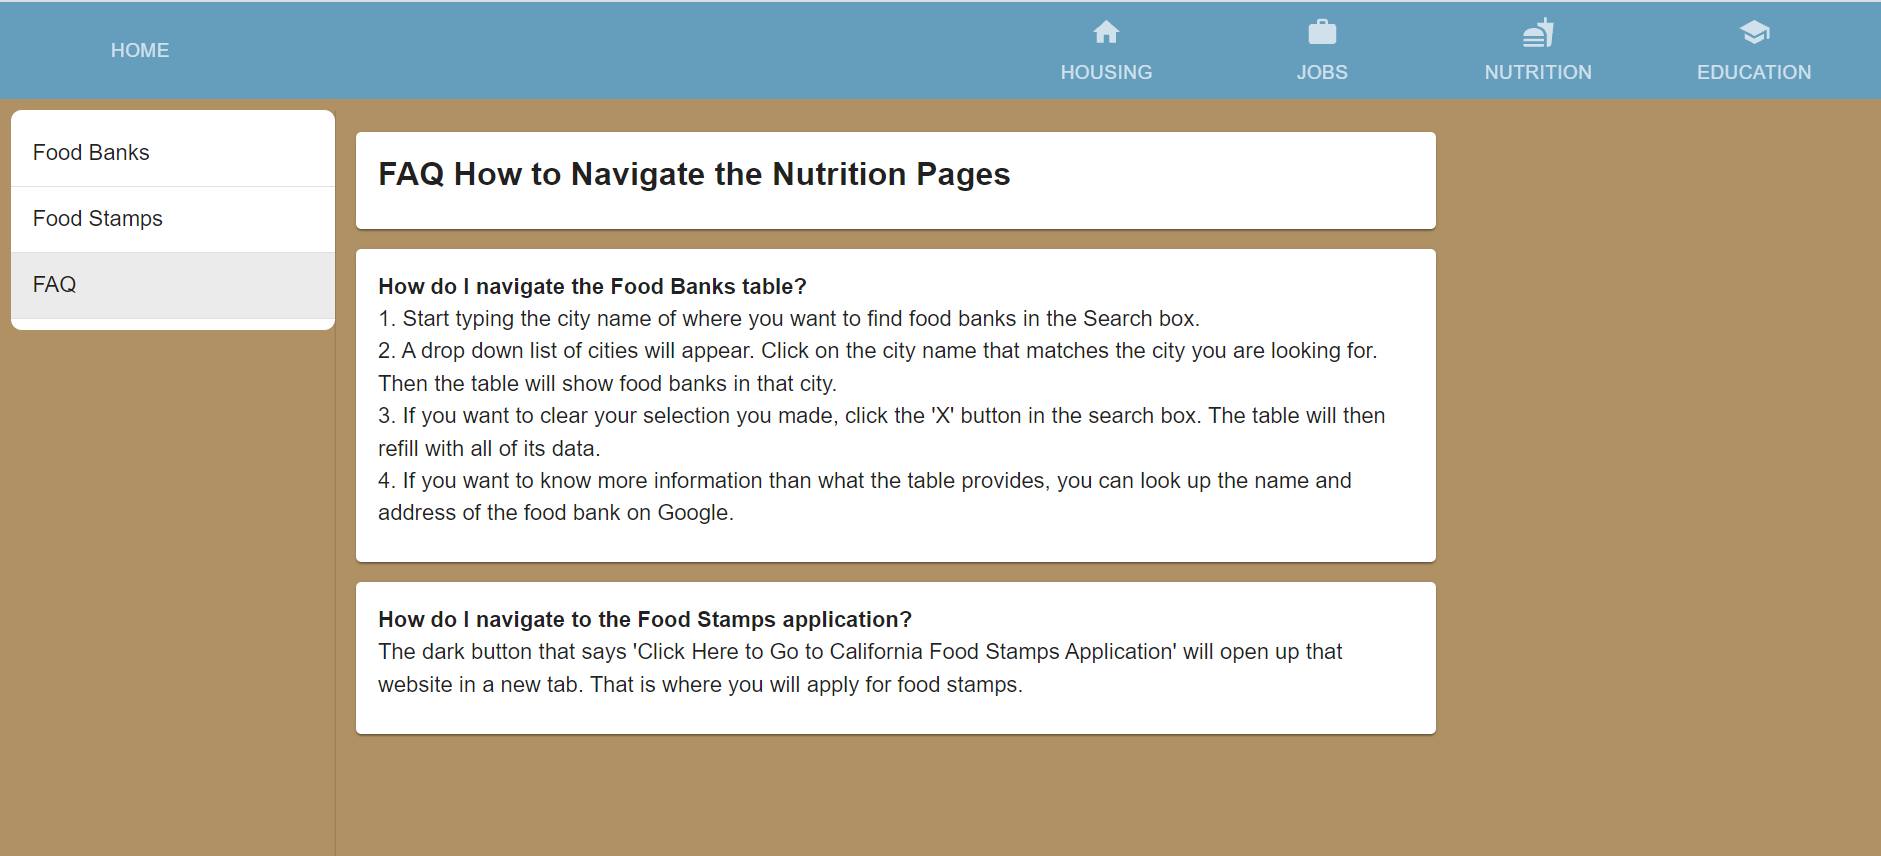 HOME
HOUSING
JOBS
NUTRITION
EDUCATION
Food Banks
Food Stamps
FAQ
FAQ How to Navigate the Nutrition Pages
How do I navigate the Food Banks table?
1. Start typing the city name of where you want to find food banks in the Search box.
2. A drop down list of cities will appear. Click on the city name that matches the city you are looking for.
Then the table will show food banks in that city.
3. If you want to clear your selection you made, click the 'X' button in the search box. The table will then
refill with all of its data.
4. If you want to know more information than what the table provides, you can look up the name and
address of the food bank on Google.
How do I navigate to the Food Stamps application?
The dark button that says 'Click Here to Go to California Food Stamps Application' will open up that
website in a new tab. That is where you will apply for food stamps.